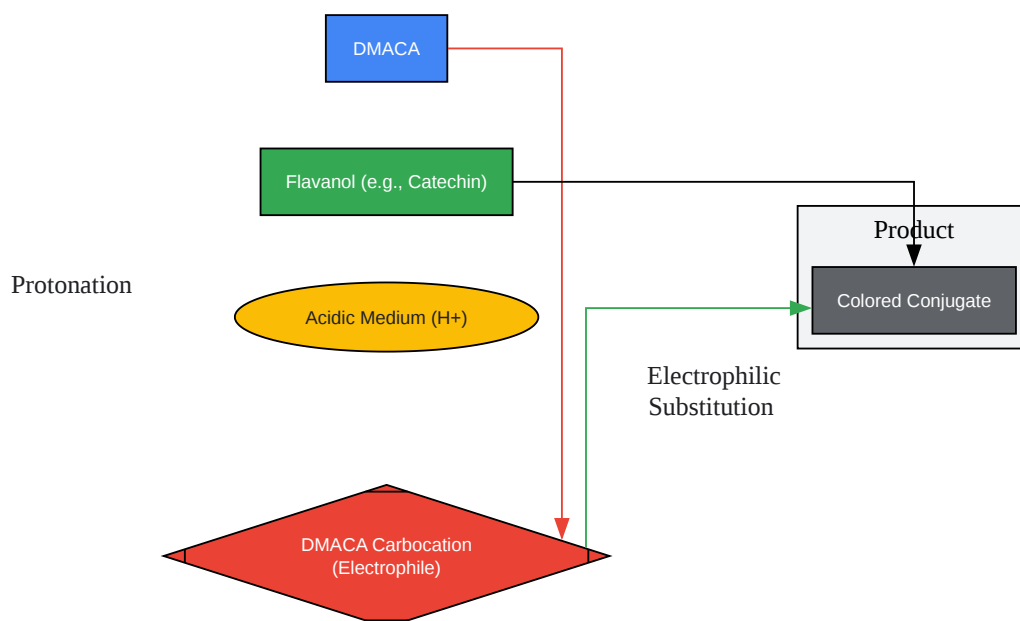 DMACA
Flavanol (e.g., Catechin)
Product
Protonation
Colored Conjugate
Acidic Medium (H+)
Electrophilic
Substitution
DMACA Carbocation
(Electrophile)